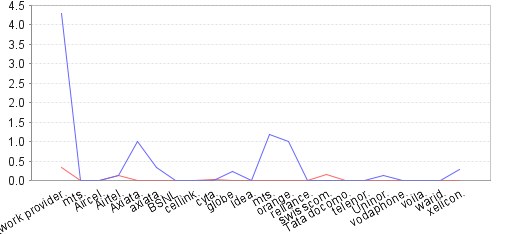 4.5
4.0
3.5
3.0
2.5
2.0
1.5
1.0
0.5
0.0
work provider
mts
Aircel
Airtel
Axiata
axiata
BSNL
cellink
cyta
globe
Idea
mts
orange
reliance
swisscom
Tata docomo
telenor
Uninor
vodaphone
voila
warid
xelicon